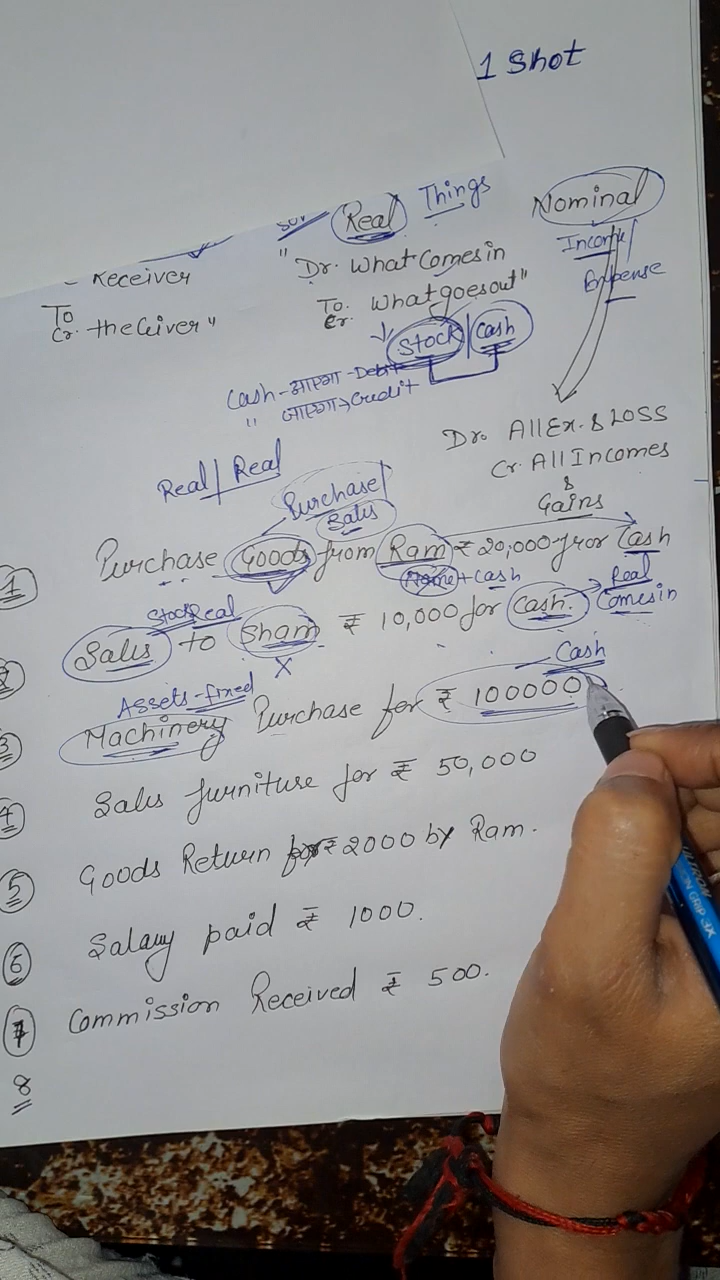 1 Shot
Real Things
Nominal
Income/
Expense
- Receiver
To
Cr. the Giver"
"Dr. What Comes in
To
Cr. What goes out"
Stock | Cash
Cash-आएगा-Debit
" जाएगा→Credit
Dr. All Ex. & LOSS
Cr. All Incomes
&
Gains
Real | Real
Purchase/
Sales
1 Purchase Goods from Ram ₹ 20,000 for Cash
Name+Cash
Real
Stock Real
Sales to Sham ₹ 10,000 for Cash. Comes in
X
Cash
Assets-fixed
3 Machinery Purchase for ₹ 100000
4 Sales furniture for ₹ 50,000
5 Goods Return for ₹ 2000 by Ram.
6 Salary paid ₹ 1000.
7 Commission Received ₹ 500.
8
GRIP 3X